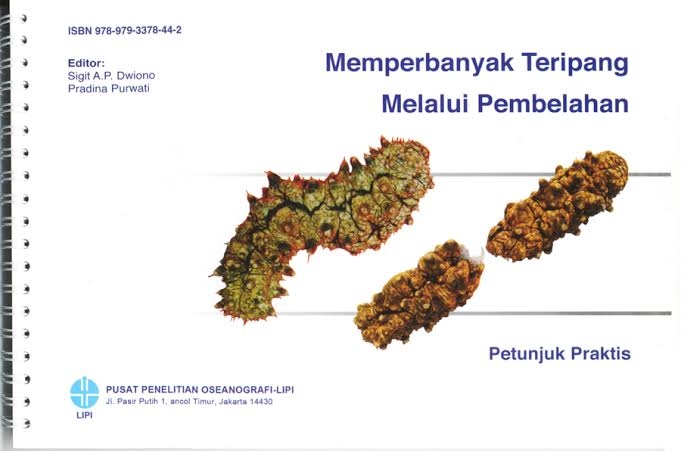 ISBN 978-979-3378-44-2
Editor:
Sigit A.P. Dwiono
Pradina Purwati
Memperbanyak Teripang
Melalui Pembelahan
Petunjuk Praktis
PUSAT PENELITIAN OSEANOGRAFI-LIPI
Jl. Pasir Putih 1, ancol Timur, Jakarta 14430
LIPI